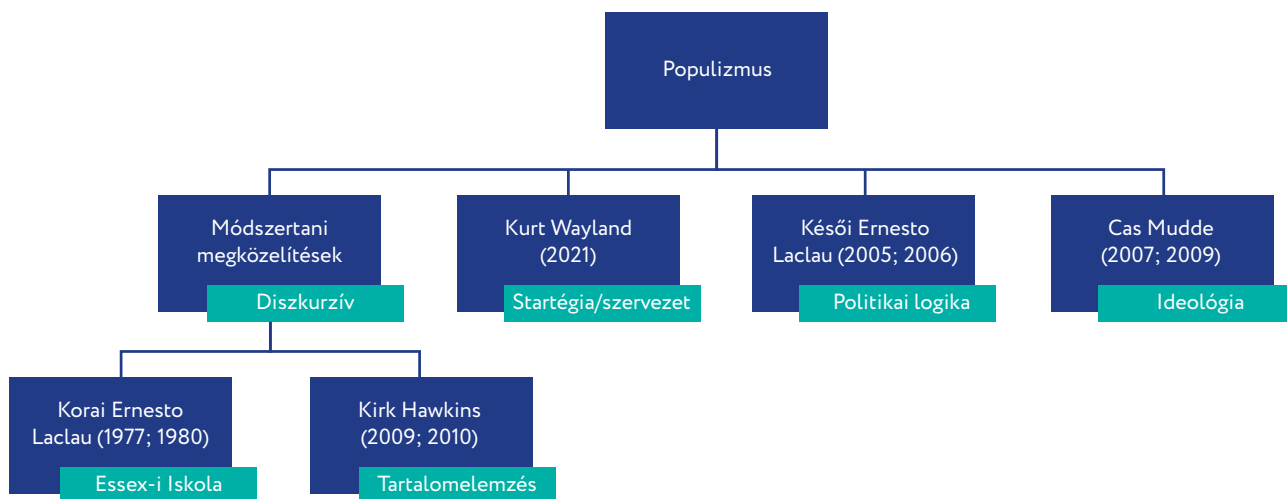 Populizmus
Módszertani
megközelítések
Diszkurzív
Kurt Wayland
(2021)
Startégia/szervezet
Késői Ernesto
Laclau (2005; 2006)
Politikai logika
Cas Mudde
(2007; 2009)
Ideológia
Korai Ernesto
Laclau (1977; 1980)
Essex-i Iskola
Kirk Hawkins
(2009; 2010)
Tartalomelemzés